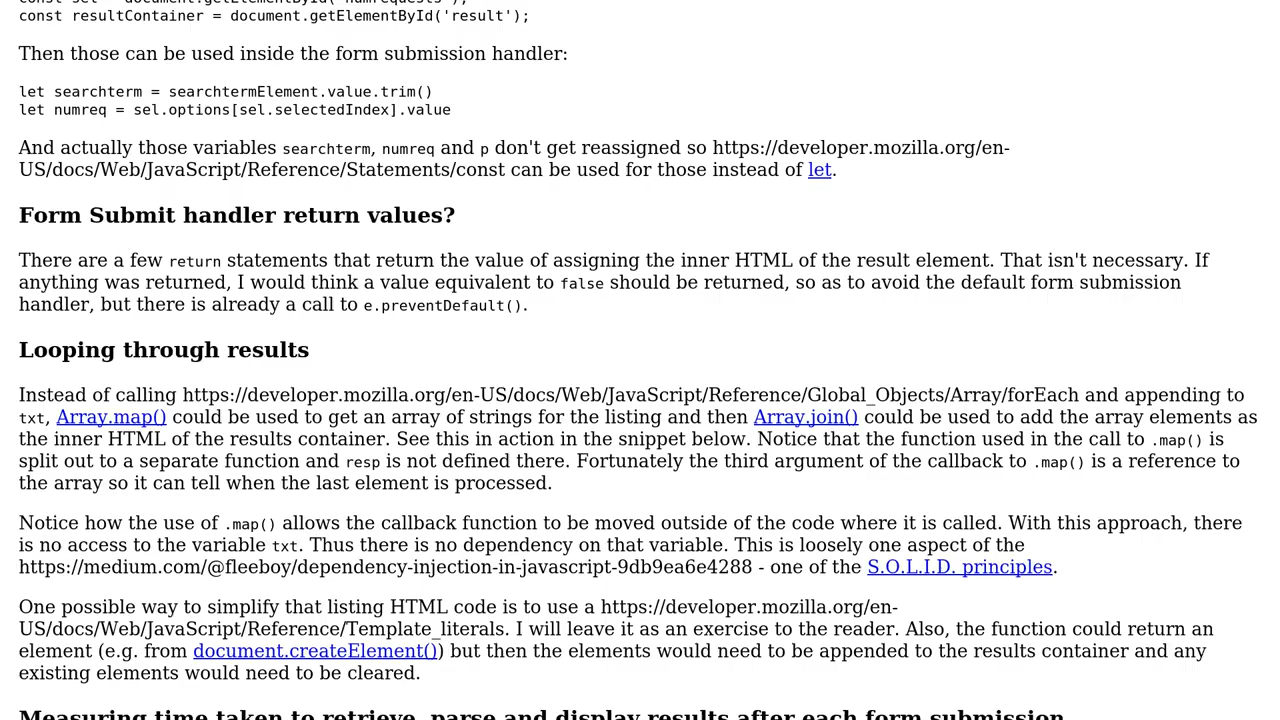 const sel = document.getElementById('numrequests');
const resultContainer = document.getElementById('result');
Then those can be used inside the form submission handler:
let searchterm = searchtermElement.value.trim()
let numreq = sel.options[sel.selectedIndex].value
And actually those variables searchterm, numreq and p don't get reassigned so https://developer.mozilla.org/en-
US/docs/Web/JavaScript/Reference/Statements/const can be used for those instead of let.
Form Submit handler return values?
There are a few return statements that return the value of assigning the inner HTML of the result element. That isn't necessary. If
anything was returned, I would think a value equivalent to false should be returned, so as to avoid the default form submission
handler, but there is already a call to e.preventDefault().
Looping through results
Instead of calling https://developer.mozilla.org/en-US/docs/Web/JavaScript/Reference/Global_Objects/Array/forEach and appending to
txt, Array.map() could be used to get an array of strings for the listing and then Array.join() could be used to add the array elements as
the inner HTML of the results container. See this in action in the snippet below. Notice that the function used in the call to .map() is
split out to a separate function and resp is not defined there. Fortunately the third argument of the callback to .map() is a reference to
the array so it can tell when the last element is processed.
Notice how the use of .map() allows the callback function to be moved outside of the code where it is called. With this approach, there
is no access to the variable txt. Thus there is no dependency on that variable. This is loosely one aspect of the
https://medium.com/@fleeboy/dependency-injection-in-javascript-9db9ea6e4288 - one of the S.O.L.I.D. principles.
One possible way to simplify that listing HTML code is to use a https://developer.mozilla.org/en-
US/docs/Web/JavaScript/Reference/Template_literals. I will leave it as an exercise to the reader. Also, the function could return an
element (e.g. from document.createElement()) but then the elements would need to be appended to the results container and any
existing elements would need to be cleared.
Measuring time taken to retrieve, parse and display results after each form submission